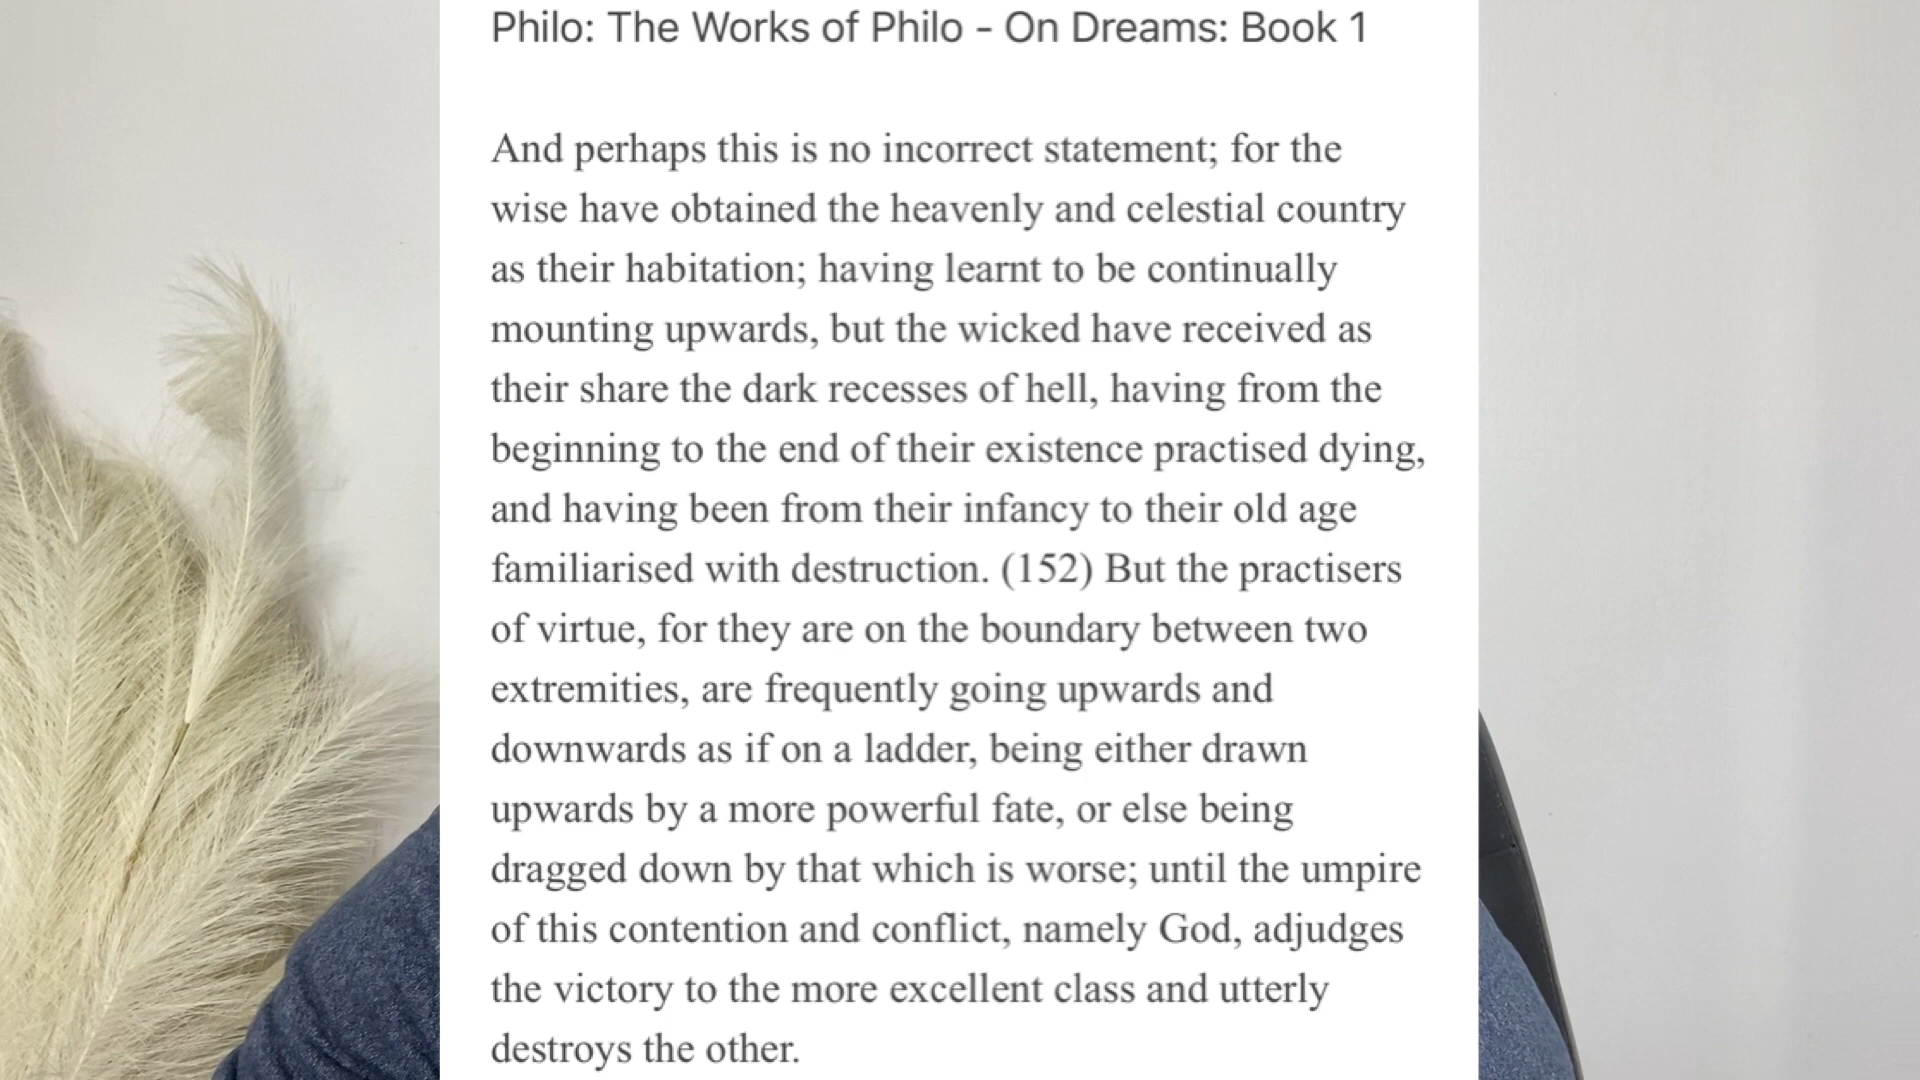 Philo: The Works of Philo - On Dreams: Book 1
And perhaps this is no incorrect statement; for the
wise have obtained the heavenly and celestial country
as their habitation; having learnt to be continually
mounting upwards, but the wicked have received as
their share the dark recesses of hell, having from the
beginning to the end of their existence practised dying,
and having been from their infancy to their old age
familiarised with destruction. (152) But the practisers
of virtue, for they are on the boundary between two
extremities, are frequently going upwards and
downwards as if on a ladder, being either drawn
upwards by a more powerful fate, or else being
dragged down by that which is worse; until the umpire
of this contention and conflict, namely God, adjudges
the victory to the more excellent class and utterly
destroys the other.